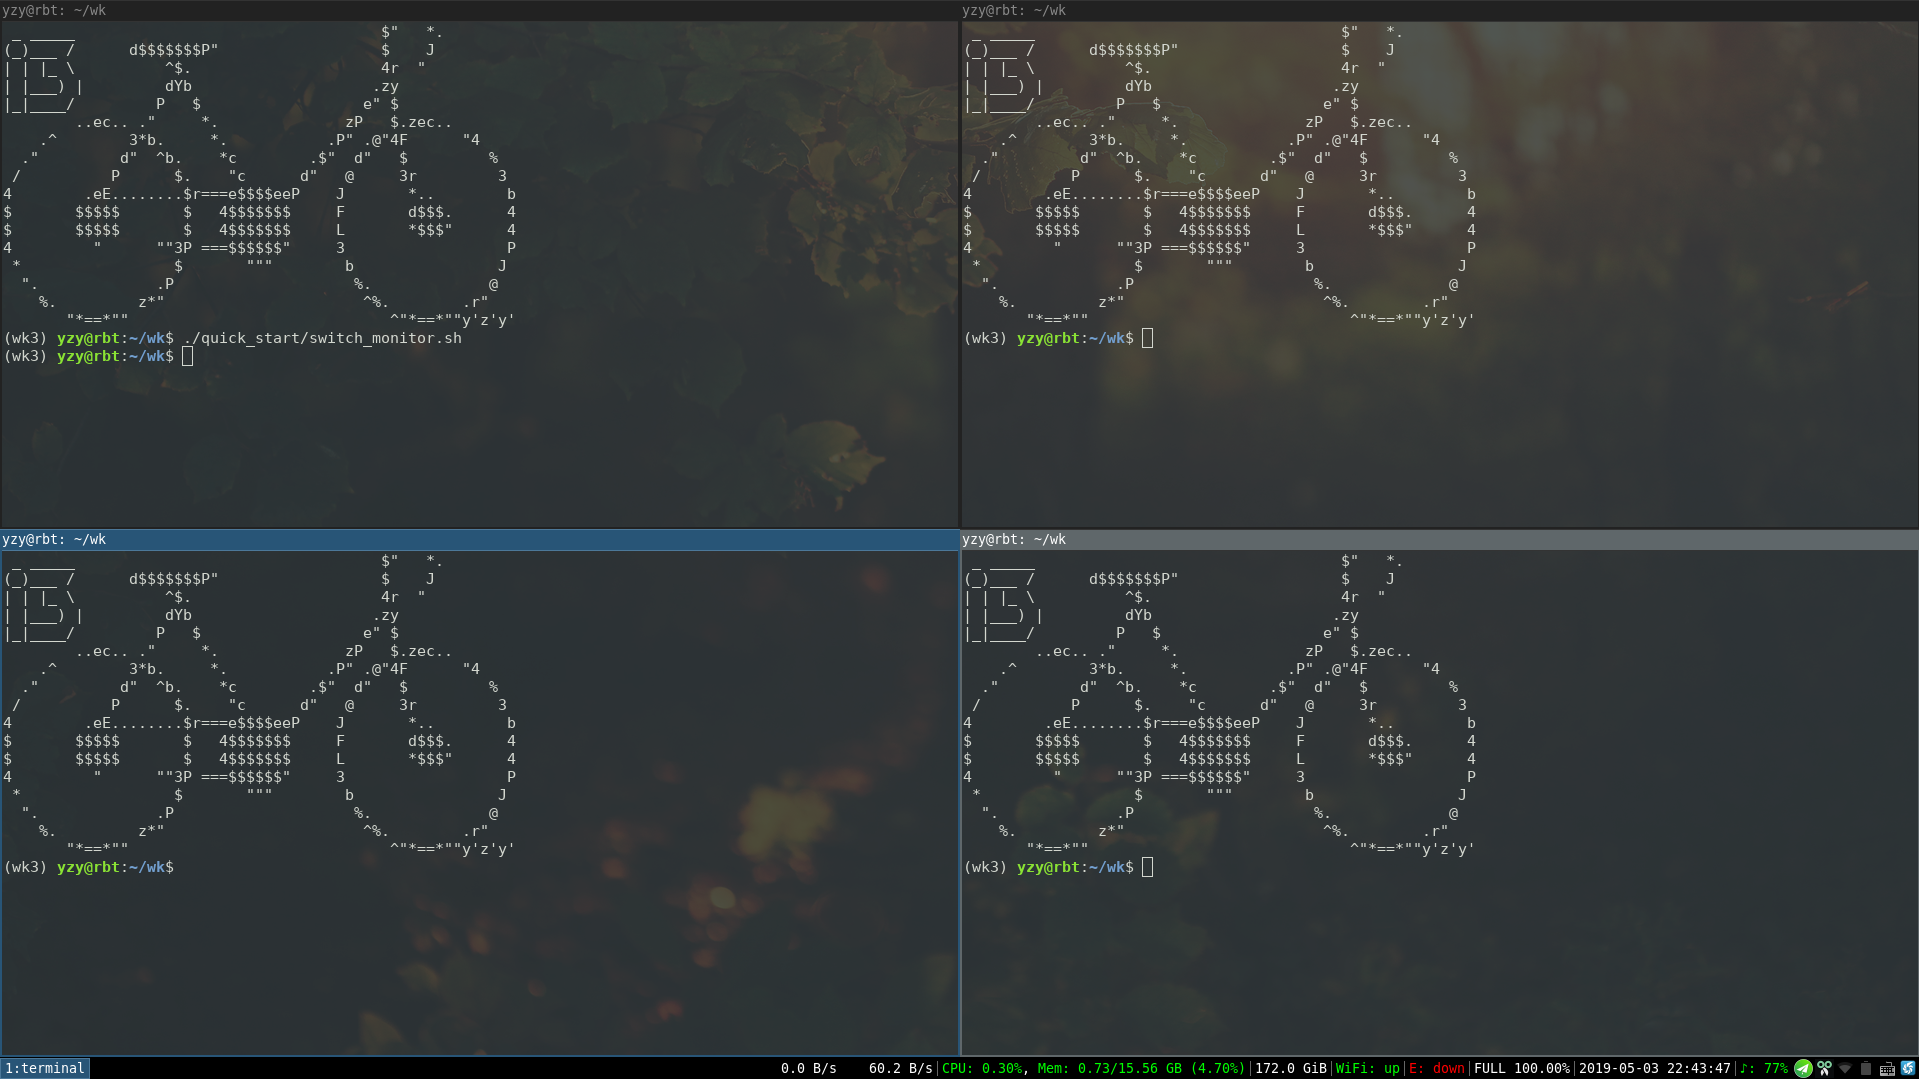 yzy@rbt: ~/wk
 _ _____                                  $"   *.
(_)___ /      d$$$$$$$P"                  $    J
| | |_ \          ^$.                     4r  "
| |___) |         dYb                    .zy
|_|____/         P   $                  e" $
        ..ec.. ."     *.              zP   $.zec..
    .^        3*b.     *.           .P" .@"4F      "4
  ."         d"  ^b.    *c        .$"  d"   $         %
 /          P      $.    "c      d"   @     3r         3
4        .eE........$r===e$$$$eeP    J       *..        b
$       $$$$$       $   4$$$$$$$     F       d$$$.      4
$       $$$$$       $   4$$$$$$$     L       *$$$"      4
4         "      ""3P ===$$$$$$"     3                  P
 *                 $       """        b                J
  ".             .P                    %.             @
    %.         z*"                      ^%.        .r"
       "*==*""                             ^"*==*""y'z'y'
(wk3) yzy@rbt:~/wk$ ./quick_start/switch_monitor.sh
(wk3) yzy@rbt:~/wk$
yzy@rbt: ~/wk
 _ _____                                  $"   *.
(_)___ /      d$$$$$$$P"                  $    J
| | |_ \          ^$.                     4r  "
| |___) |         dYb                    .zy
|_|____/         P   $                  e" $
        ..ec.. ."     *.              zP   $.zec..
    .^        3*b.     *.           .P" .@"4F      "4
  ."         d"  ^b.    *c        .$"  d"   $         %
 /          P      $.    "c      d"   @     3r         3
4        .eE........$r===e$$$$eeP    J       *..        b
$       $$$$$       $   4$$$$$$$     F       d$$$.      4
$       $$$$$       $   4$$$$$$$     L       *$$$"      4
4         "      ""3P ===$$$$$$"     3                  P
 *                 $       """        b                J
  ".             .P                    %.             @
    %.         z*"                      ^%.        .r"
       "*==*""                             ^"*==*""y'z'y'
(wk3) yzy@rbt:~/wk$
yzy@rbt: ~/wk
 _ _____                                  $"   *.
(_)___ /      d$$$$$$$P"                  $    J
| | |_ \          ^$.                     4r  "
| |___) |         dYb                    .zy
|_|____/         P   $                  e" $
        ..ec.. ."     *.              zP   $.zec..
    .^        3*b.     *.           .P" .@"4F      "4
  ."         d"  ^b.    *c        .$"  d"   $         %
 /          P      $.    "c      d"   @     3r         3
4        .eE........$r===e$$$$eeP    J       *..        b
$       $$$$$       $   4$$$$$$$     F       d$$$.      4
$       $$$$$       $   4$$$$$$$     L       *$$$"      4
4         "      ""3P ===$$$$$$"     3                  P
 *                 $       """        b                J
  ".             .P                    %.             @
    %.         z*"                      ^%.        .r"
       "*==*""                             ^"*==*""y'z'y'
(wk3) yzy@rbt:~/wk$
yzy@rbt: ~/wk
 _ _____                                  $"   *.
(_)___ /      d$$$$$$$P"                  $    J
| | |_ \          ^$.                     4r  "
| |___) |         dYb                    .zy
|_|____/         P   $                  e" $
        ..ec.. ."     *.              zP   $.zec..
    .^        3*b.     *.           .P" .@"4F      "4
  ."         d"  ^b.    *c        .$"  d"   $         %
 /          P      $.    "c      d"   @     3r         3
4        .eE........$r===e$$$$eeP    J       *..        b
$       $$$$$       $   4$$$$$$$     F       d$$$.      4
$       $$$$$       $   4$$$$$$$     L       *$$$"      4
4         "      ""3P ===$$$$$$"     3                  P
 *                 $       """        b                J
  ".             .P                    %.             @
    %.         z*"                      ^%.        .r"
       "*==*""                             ^"*==*""y'z'y'
(wk3) yzy@rbt:~/wk$
1:terminal 0.0 B/s 60.2 B/s|CPU: 0.30%, Mem: 0.73/15.56 GB (4.70%)|172.0 GiB|WiFi: up|E: down|FULL 100.00%|2019-05-03 22:43:47|♪: 77%